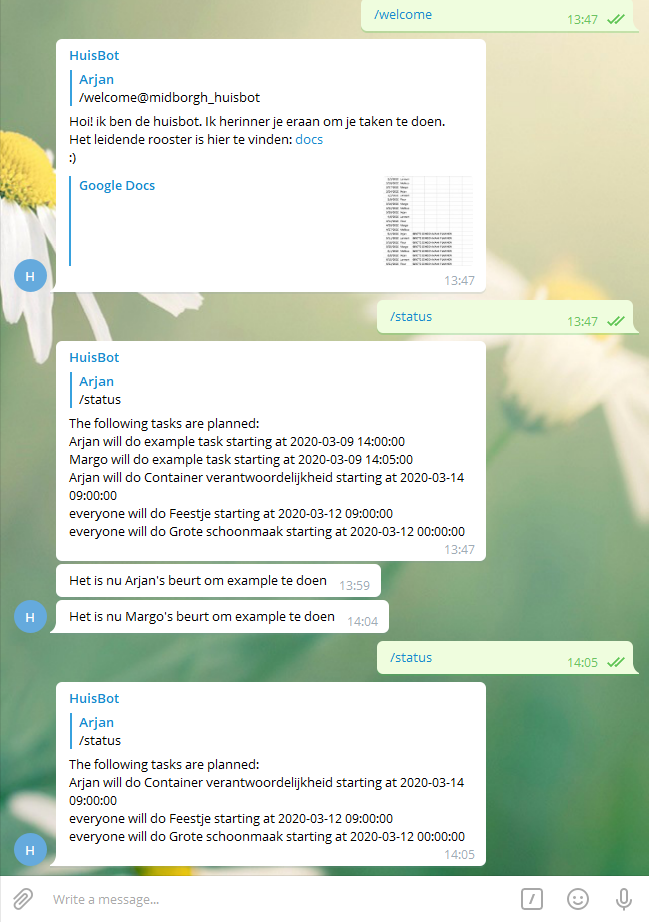 /welcome
13:47
HuisBot
Arjan
/welcome@midborgh_huisbot
Hoi! ik ben de huisbot. Ik herinner je eraan om je taken te doen.
Het leidende rooster is hier te vinden: docs
:)
Google Docs
H
13:47
/status
13:47
HuisBot
Arjan
/status
The following tasks are planned:
Arjan will do example task starting at 2020-03-09 14:00:00
Margo will do example task starting at 2020-03-09 14:05:00
Arjan will do Container verantwoordelijkheid starting at 2020-03-14
09:00:00
everyone will do Feestje starting at 2020-03-12 09:00:00
everyone will do Grote schoonmaak starting at 2020-03-12 00:00:00
13:47
Het is nu Arjan's beurt om example te doen 13:59
H
Het is nu Margo's beurt om example te doen 14:04
/status
14:05
HuisBot
Arjan
/status
The following tasks are planned:
Arjan will do Container verantwoordelijkheid starting at 2020-03-14
09:00:00
everyone will do Feestje starting at 2020-03-12 09:00:00
everyone will do Grote schoonmaak starting at 2020-03-12 00:00:00
H
14:05
Write a message...